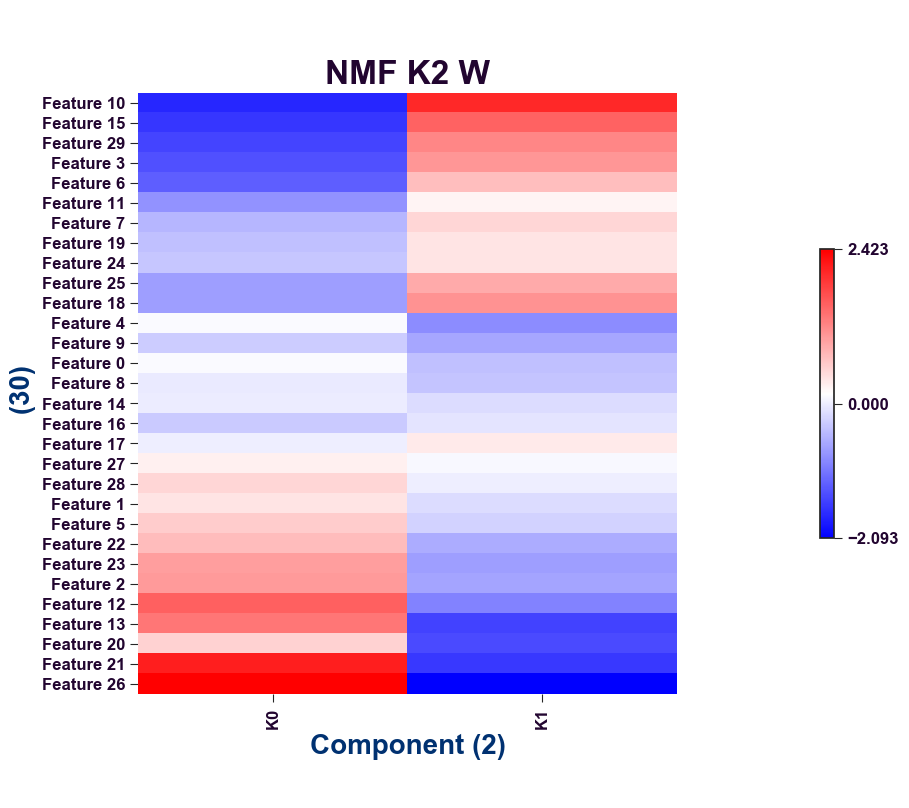 NMF K2 W
Feature 10
Feature 15
Feature 29
Feature 3
Feature 6
Feature 11
Feature 7
Feature 19
Feature 24
Feature 25
Feature 18
Feature 4
Feature 9
Feature 0
Feature 8
Feature 14
Feature 16
Feature 17
Feature 27
Feature 28
Feature 1
Feature 5
Feature 22
Feature 23
Feature 2
Feature 12
Feature 13
Feature 20
Feature 21
Feature 26
(30)
K0
K1
Component (2)
2.423
0.000
−2.093